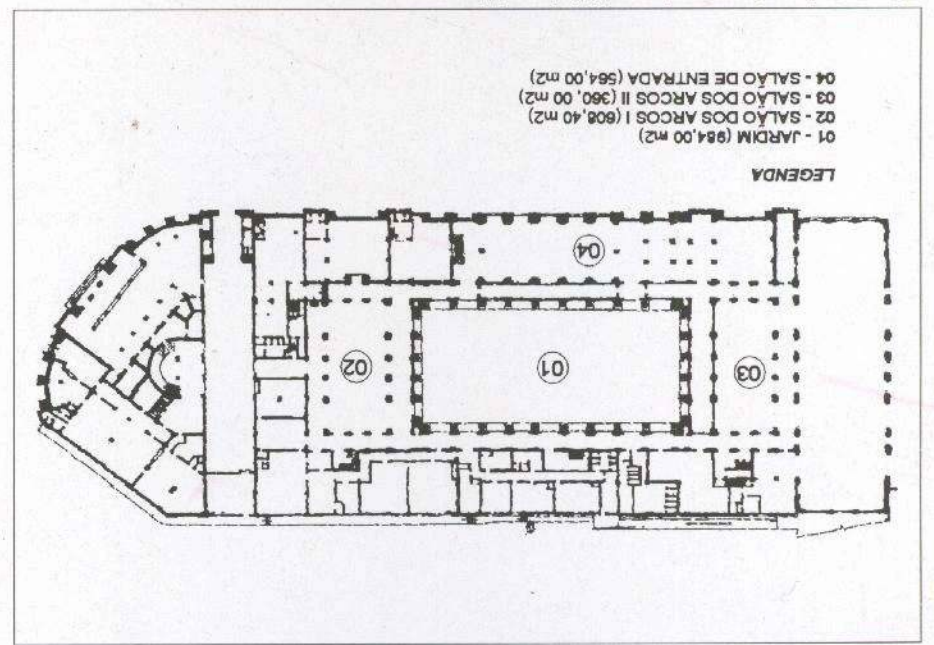 LEGENDA
01 - JARDIM (984,00 m2)
02 - SALÃO DOS ARCOS I (608,40 m2)
03 - SALÃO DOS ARCOS II (360,00 m2)
04 - SALÃO DE ENTRADA (564,00 m2)
03
01
02
04